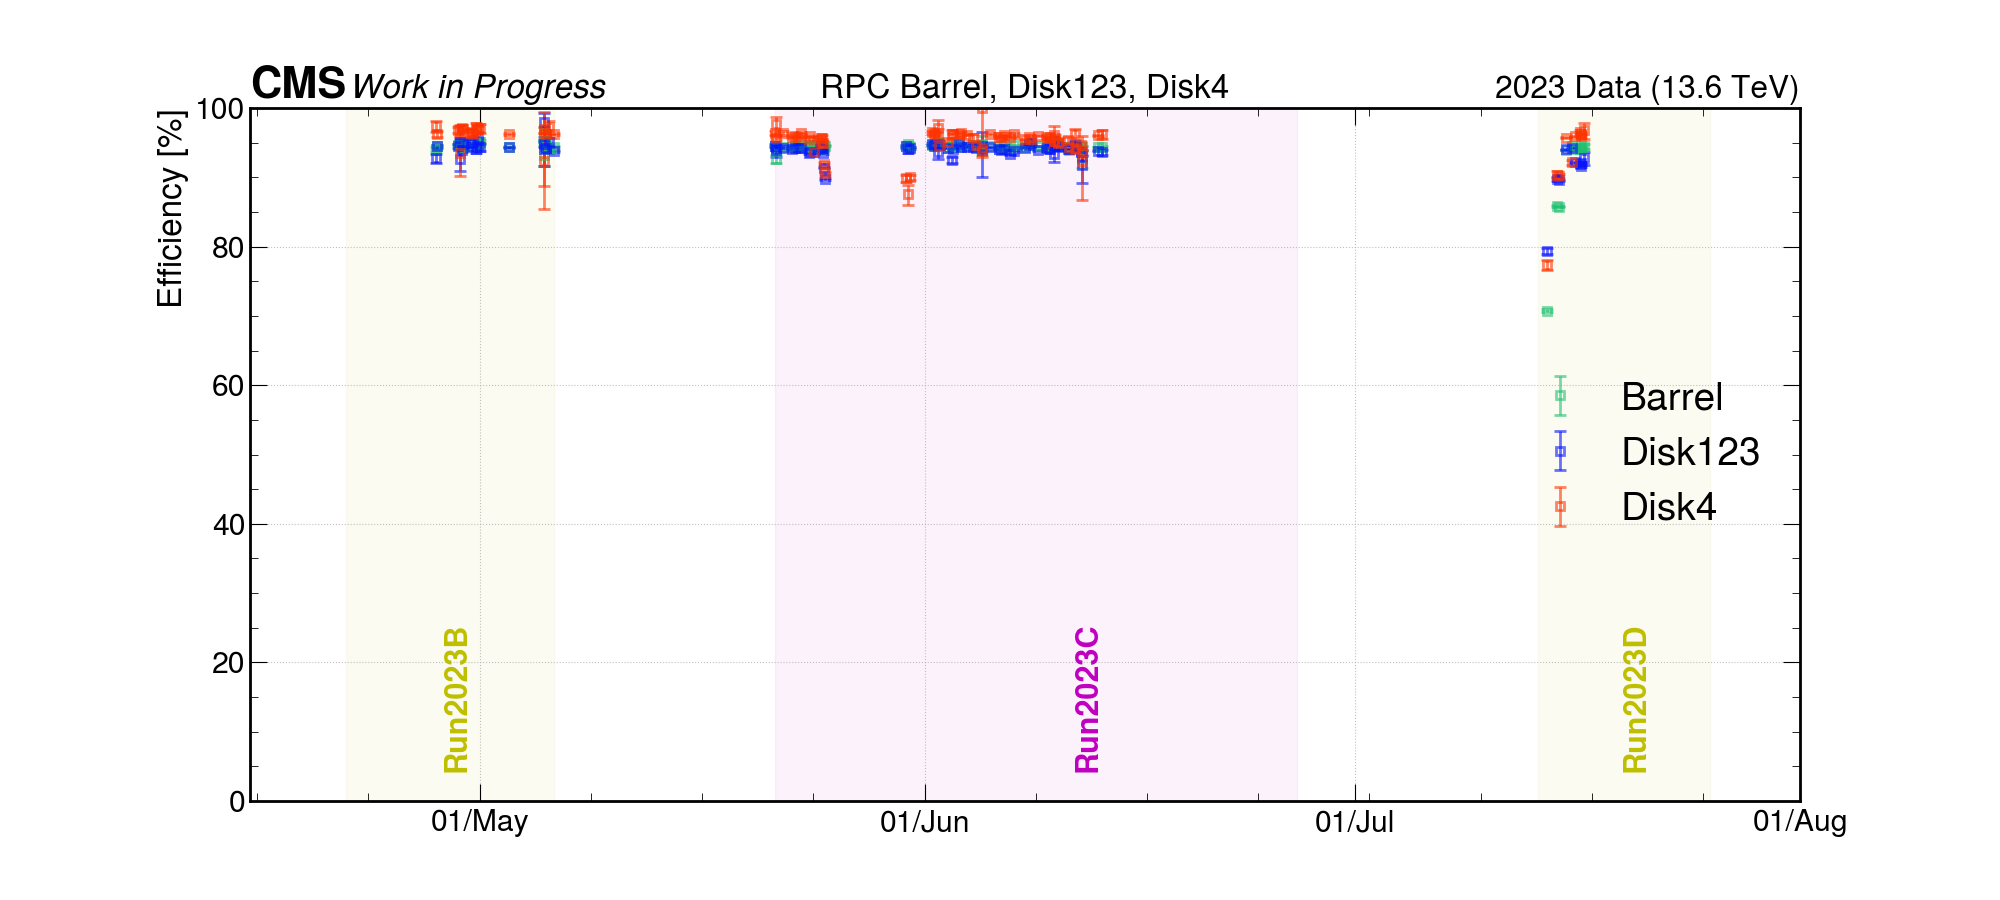 CMS Work in Progress
RPC Barrel, Disk123, Disk4
2023 Data (13.6 TeV)
Efficiency [%]
100
80
60
40
20
0
Barrel
Disk123
Disk4
Run2023B
Run2023C
Run2023D
01/May
01/Jun
01/Jul
01/Aug